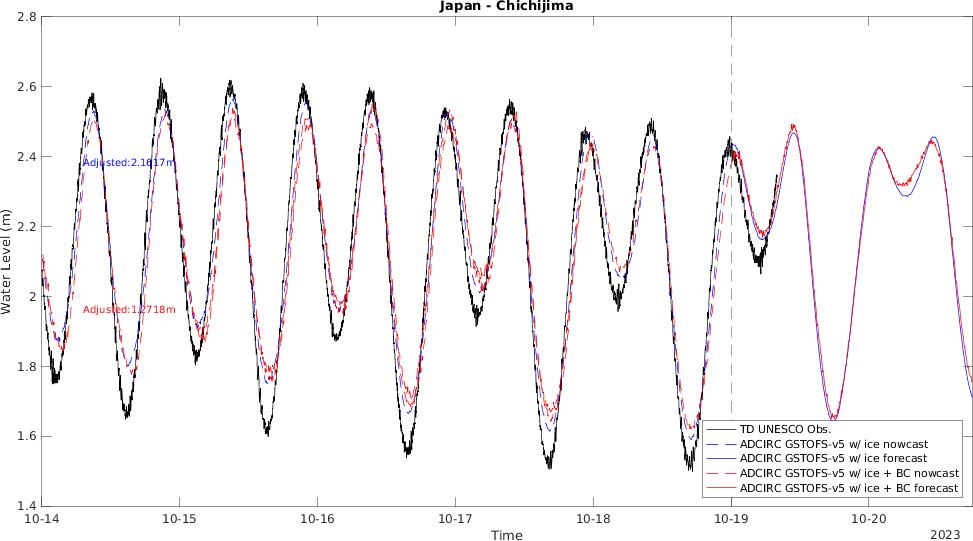 Japan - Chichijima
2.8
2.6
2.4
2.2
2
1.8
1.6
1.4
Water Level (m)
Adjusted:2.1617m
Adjusted:1.2718m
TD UNESCO Obs.
ADCIRC GSTOFS-v5 w/ ice nowcast
ADCIRC GSTOFS-v5 w/ ice forecast
ADCIRC GSTOFS-v5 w/ ice + BC nowcast
ADCIRC GSTOFS-v5 w/ ice + BC forecast
10-14 10-15 10-16 10-17 10-18 10-19 10-20
Time
2023